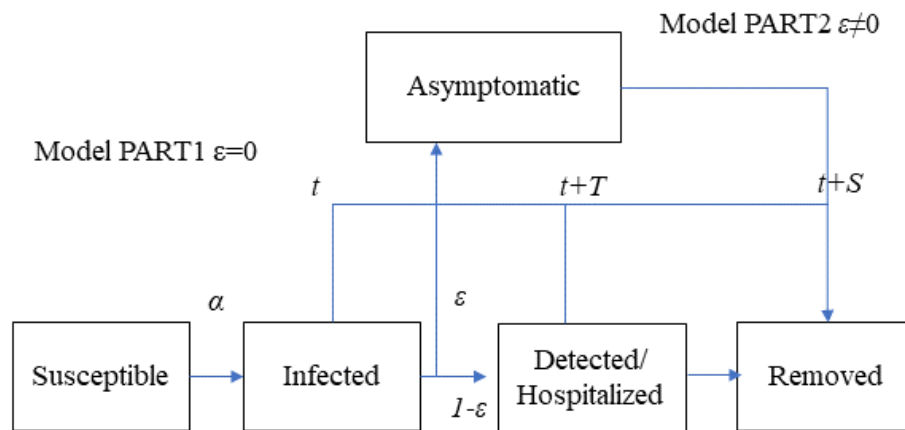 Model PART2 ε≠0
Asymptomatic
Model PART1 ε=0
t
t+T
t+S
α
ε
Susceptible
Infected
1-ε
Detected/
Hospitalized
Removed